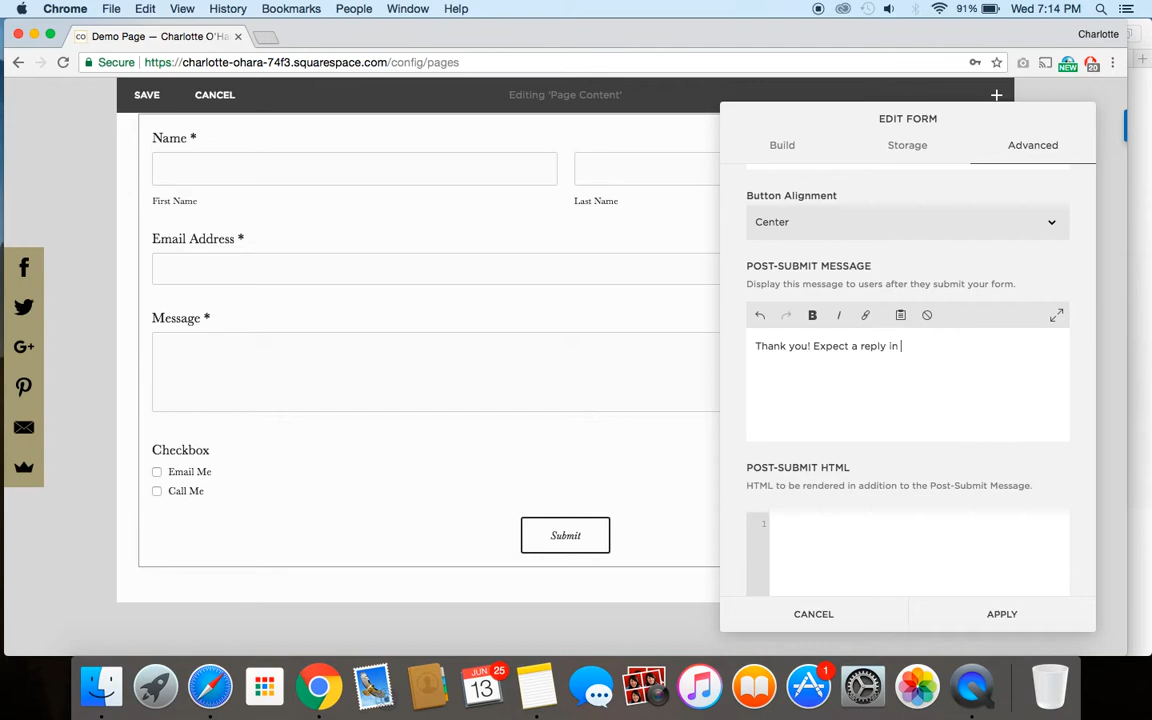 Chrome File Edit View History Bookmarks People Window Help 91% Wed 7:14 PM
CO Demo Page — Charlotte O'Ha Charlotte
Secure https://charlotte-ohara-74f3.squarespace.com/config/pages NEW 20
SAVE CANCEL Editing 'Page Content'
EDIT FORM
Build Storage Advanced
Name *
First Name Last Name
Email Address *
Message *
Checkbox
Email Me
Call Me
Submit
Button Alignment
Center
POST-SUBMIT MESSAGE
Display this message to users after they submit your form.
B I
Thank you! Expect a reply in
POST-SUBMIT HTML
HTML to be rendered in addition to the Post-Submit Message.
1
CANCEL APPLY
f
G+
JUN 25
13
1